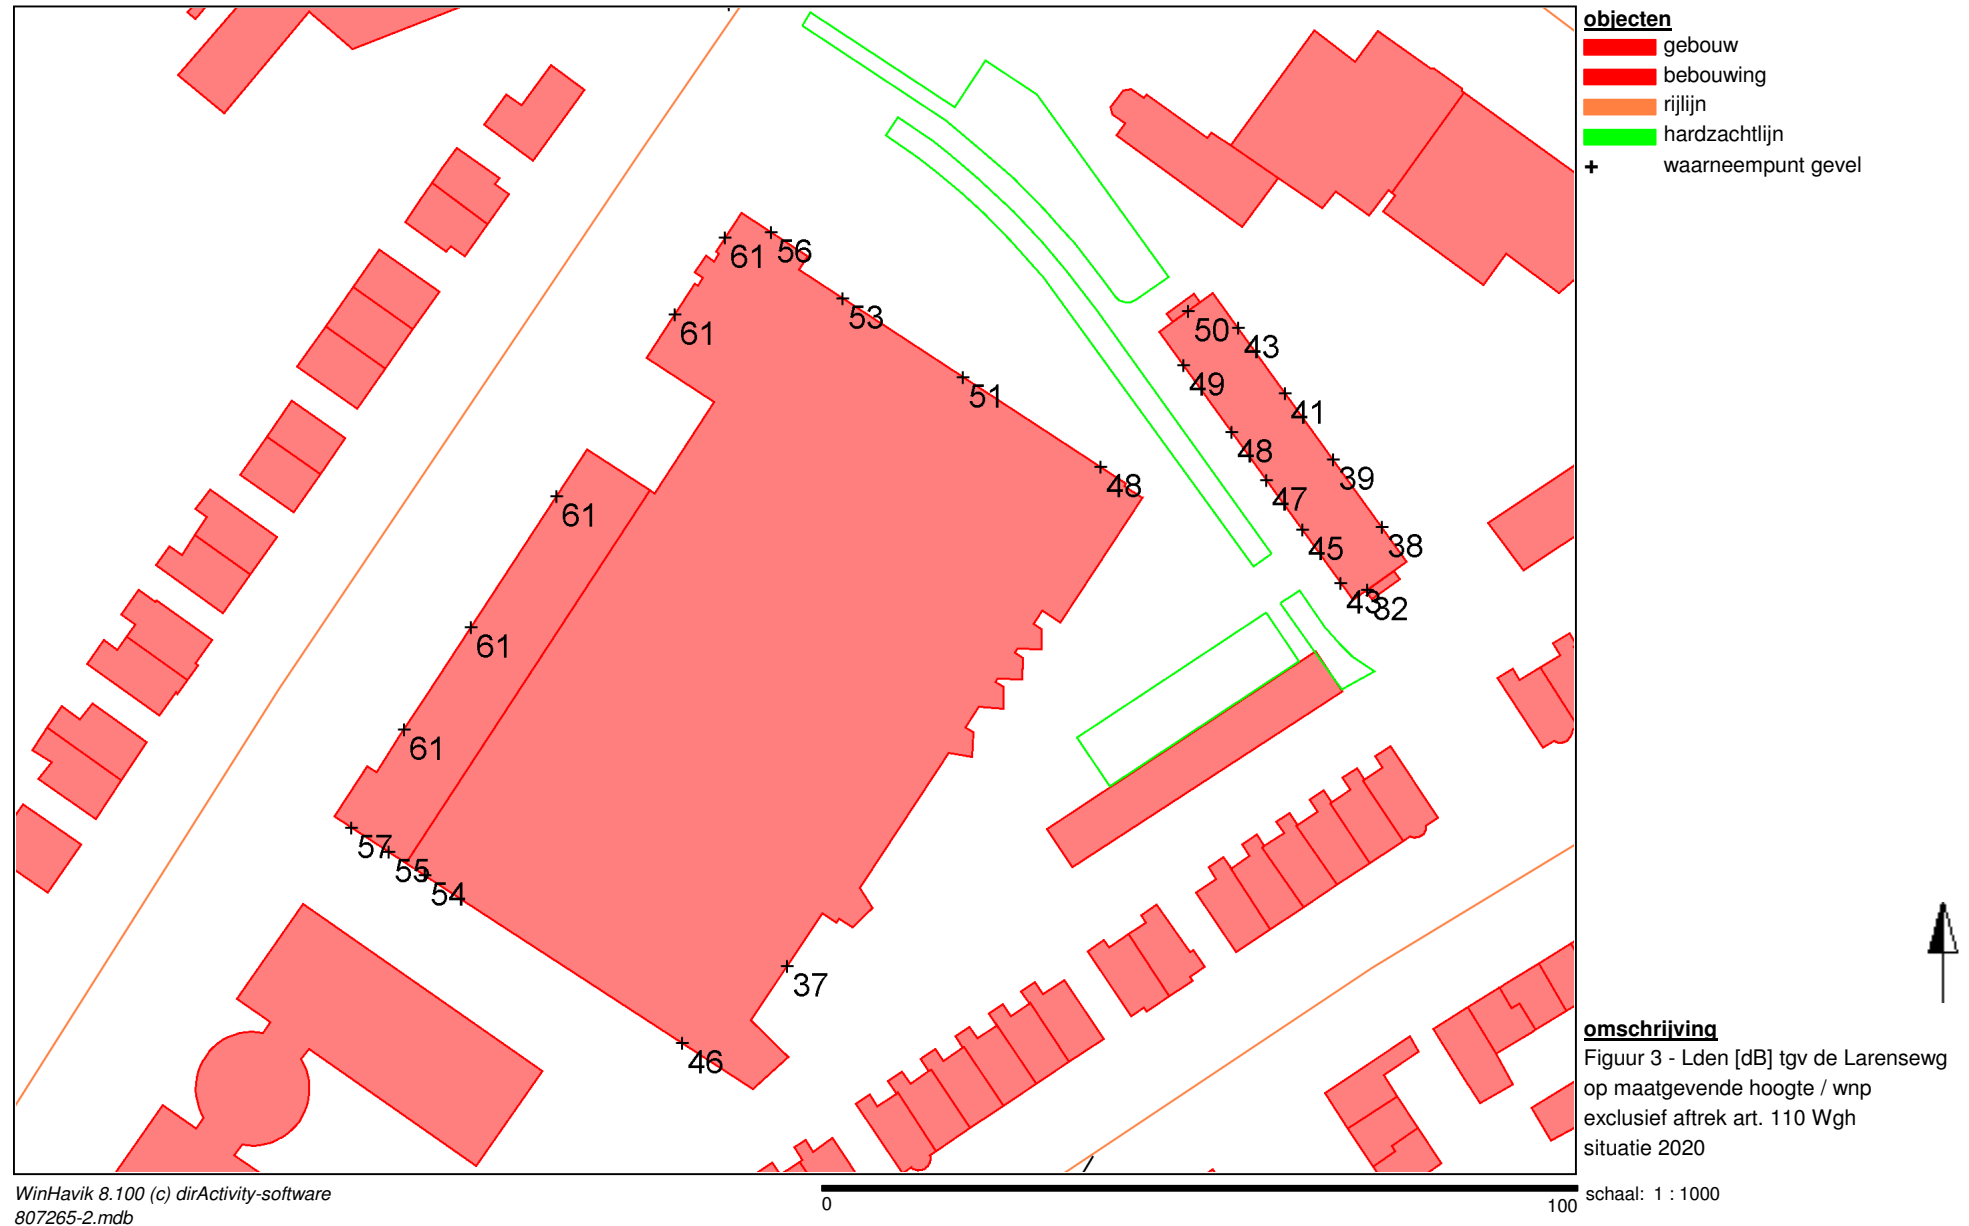 objecten
gebouw
bebouwing
rijlijn
hardzachtlijn
+ waarneempunt gevel
61
56
61
53
51
48
61
61
61
57
55
54
46
37
50
43
49
41
48
39
47
45
38
43
32
omschrijving
Figuur 3 - Lden [dB] tgv de Larensewg
op maatgevende hoogte / wnp
exclusief aftrek art. 110 Wgh
situatie 2020
WinHavik 8.100 (c) dirActivity-software
807265-2.mdb
0
100
schaal: 1 : 1000